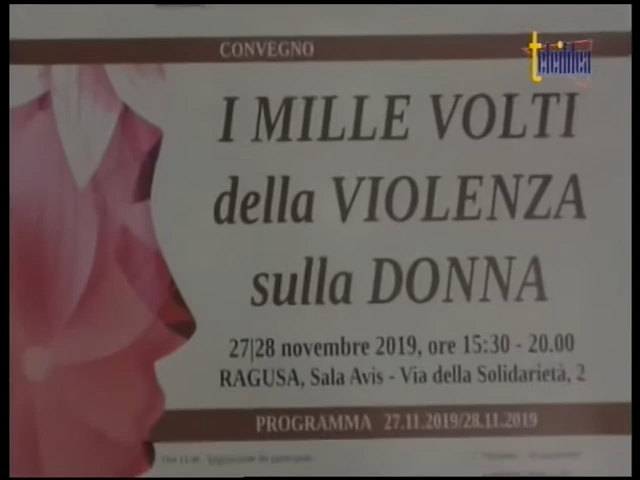 CONVEGNO
teleidea
I MILLE VOLTI
della VIOLENZA
sulla DONNA
27|28 novembre 2019, ore 15:30 - 20.00
RAGUSA, Sala Avis - Via della Solidarietà, 2
PROGRAMMA 27.11.2019/28.11.2019